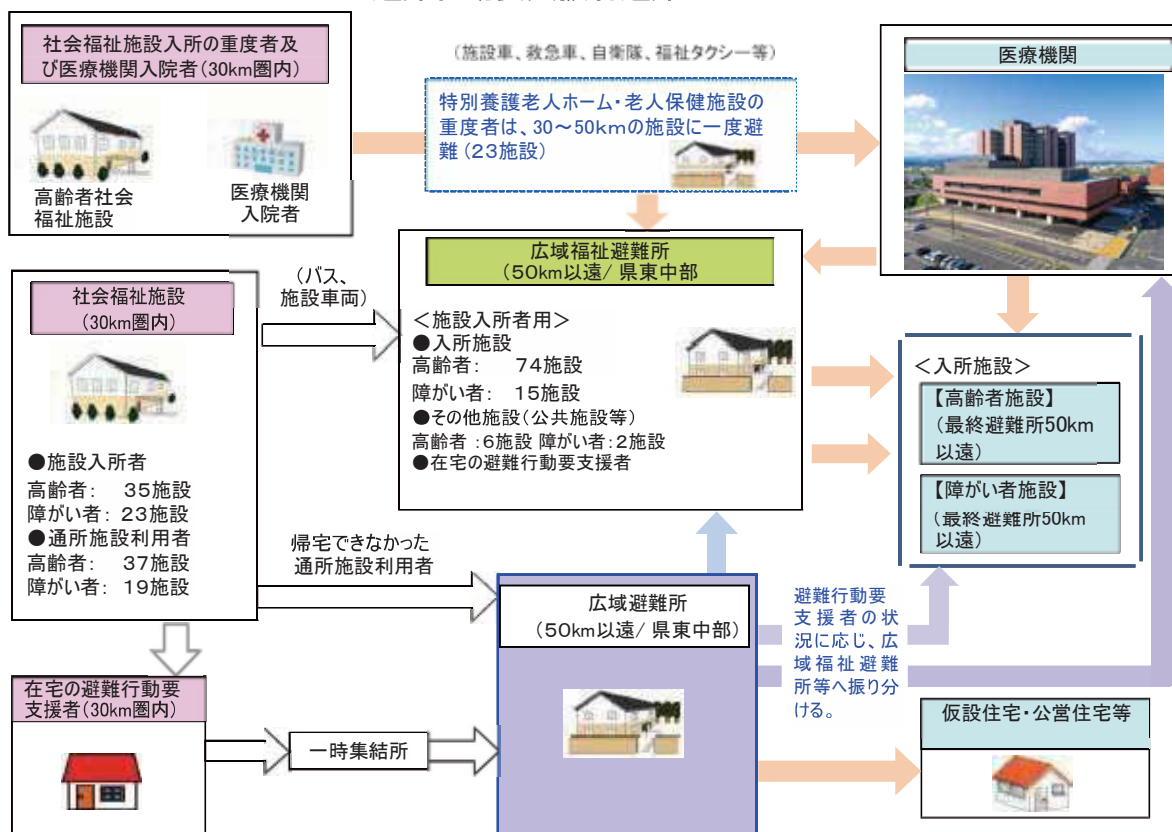 社会福祉施設入所の重度者及
び医療機関入院者(30km圏内)
高齢者社会
福祉施設
医療機関
入院者
(施設車、救急車、自衛隊、福祉タクシー等)
特別養護老人ホーム・老人保健施設の
重度者は、30～50kmの施設に一度避
難(23施設)
医療機関
社会福祉施設
(30km圏内)
●施設入所者
高齢者： 35施設
障がい者：23施設
●通所施設利用者
高齢者： 37施設
障がい者：19施設
(バス、
施設車両)
広域福祉避難所
(50km以遠/ 県東中部
＜施設入所者用＞
●入所施設
高齢者： 74施設
障がい者： 15施設
●その他施設(公共施設等)
高齢者：6施設 障がい者：2施設
●在宅の避難行動要支援者
＜入所施設＞
【高齢者施設】
(最終避難所50km
以遠)
【障がい者施設】
(最終避難所50km
以遠)
帰宅できなかった
通所施設利用者
広域避難所
(50km以遠/ 県東中部)
避難行動要
支援者の状
況に応じ、広
域福祉避難
所等へ振り分
ける。
在宅の避難行動要
支援者(30km圏内)
一時集結所
仮設住宅・公営住宅等